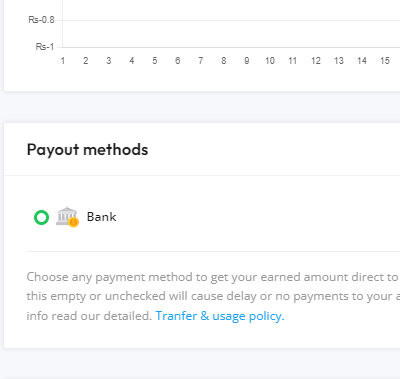 Rs-0.8
Rs-1
1 2 3 4 5 6 7 8 9 10 11 12 13 14 15
Payout methods
Bank
Choose any payment method to get your earned amount direct to
this empty or unchecked will cause delay or no payments to your a
info read our detailed. Tranfer & usage policy.